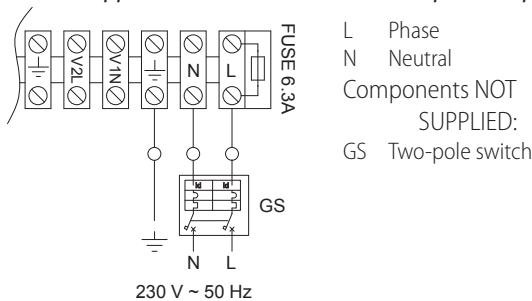 V2L V1N N L
FUSE 6.3A
GS
N L
230 V ~ 50 Hz
L Phase
N Neutral
Components NOT
SUPPLIED:
GS Two-pole switch